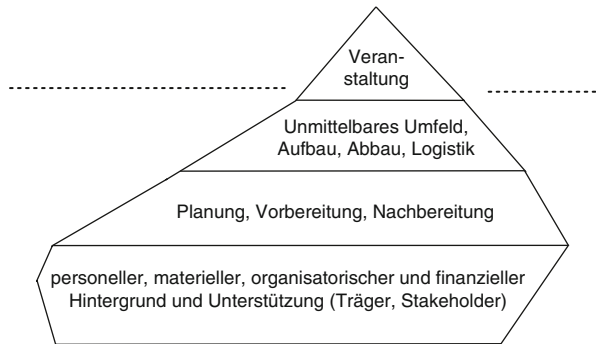 Veran-
staltung
Unmittelbares Umfeld,
Aufbau, Abbau, Logistik
Planung, Vorbereitung, Nachbereitung
personeller, materieller, organisatorischer und finanzieller
Hintergrund und Unterstützung (Träger, Stakeholder)